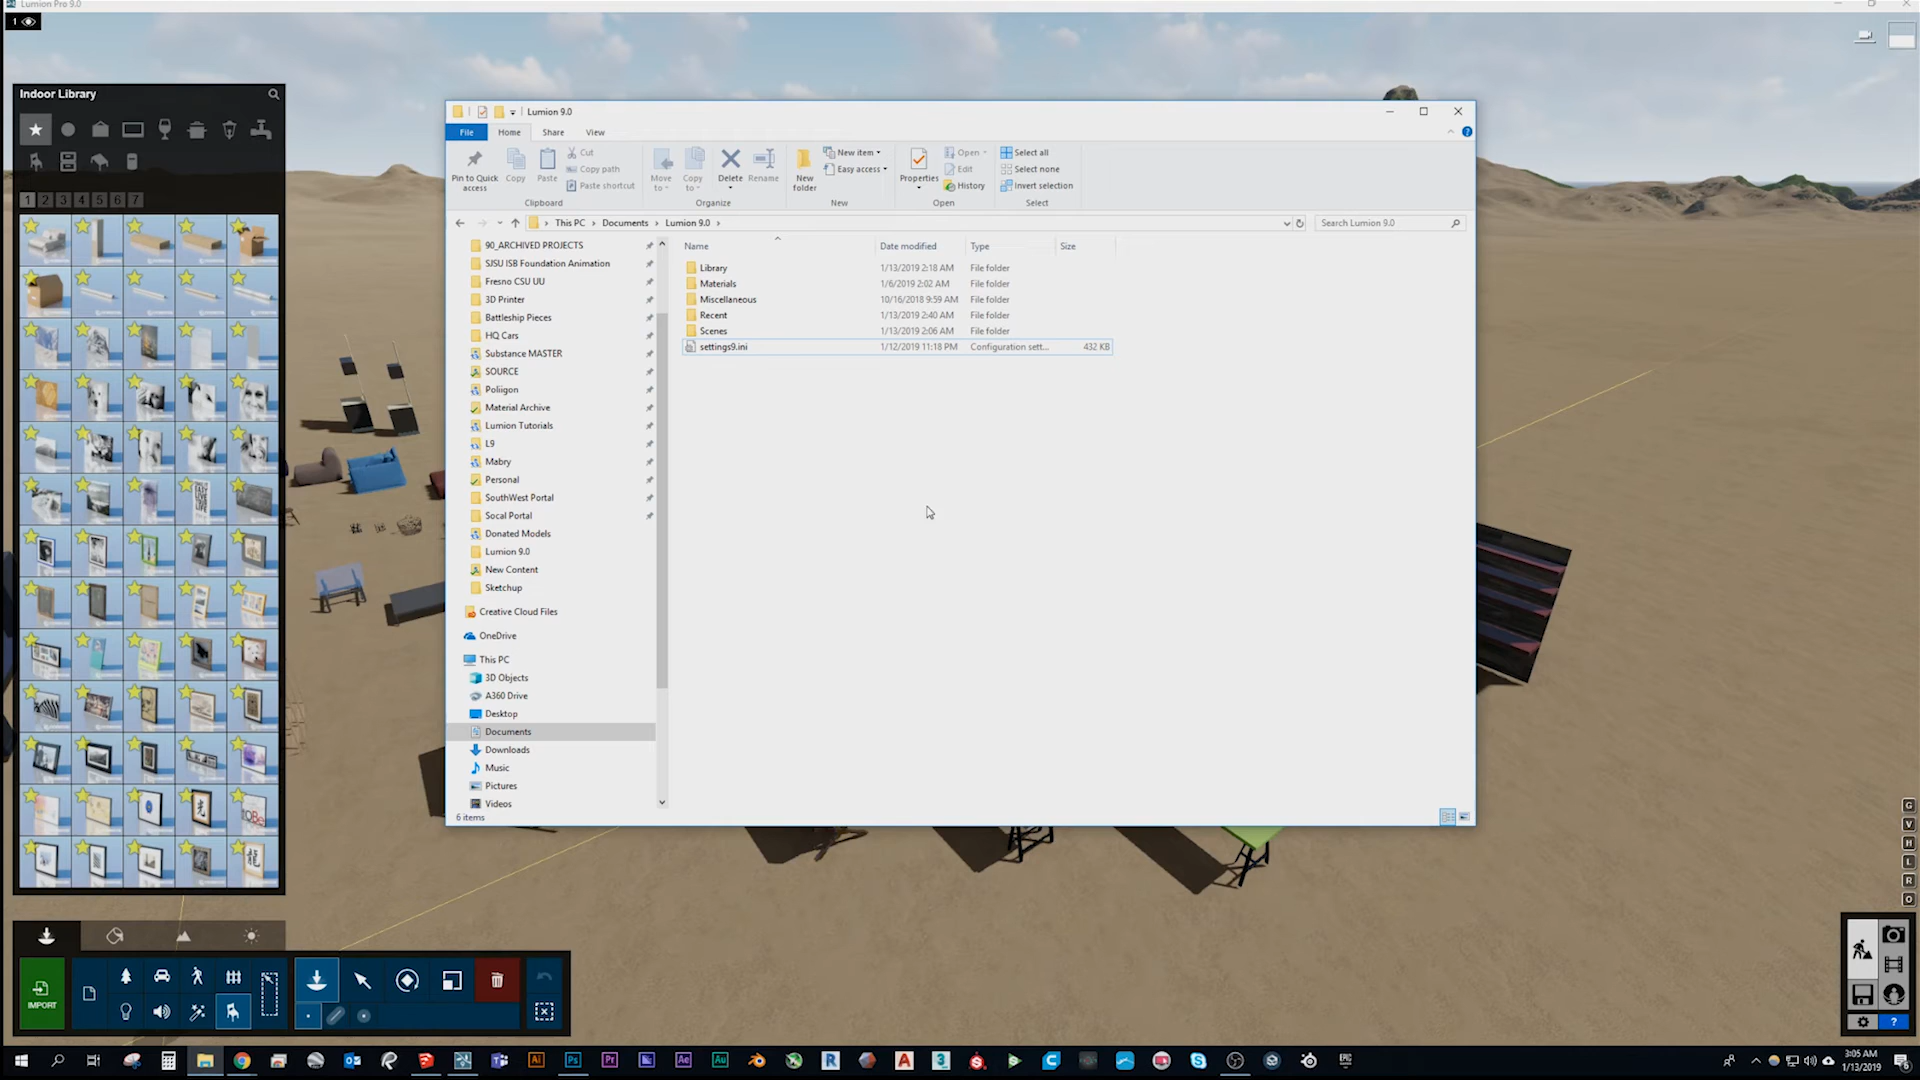 Lumion Pro 9.0
1
Indoor Library
1 2 3 4 5 6 7
Lumion 9.0
File Home Share View
Pin to Quick access
Copy
Paste
Cut
Copy path
Paste shortcut
Clipboard
Move to
Copy to
Delete
Rename
Organize
New folder
New item
Easy access
New
Properties
Open
Edit
History
Open
Select all
Select none
Invert selection
Select
This PC > Documents > Lumion 9.0 >
Search Lumion 9.0
90_ARCHIVED PROJECTS
SJSU ISB Foundation Animation
Fresno CSU UU
3D Printer
Battleship Pieces
HQ Cars
Substance MASTER
SOURCE
Poliigon
Material Archive
Lumion Tutorials
L9
Mabry
Personal
SouthWest Portal
Socal Portal
Donated Models
Lumion 9.0
New Content
Sketchup
Creative Cloud Files
OneDrive
This PC
3D Objects
A360 Drive
Desktop
Documents
Downloads
Music
Pictures
Videos
Name Date modified Type Size
Library 1/13/2019 2:18 AM File folder
Materials 1/6/2019 2:02 AM File folder
Miscellaneous 10/16/2018 9:59 AM File folder
Recent 1/13/2019 2:40 AM File folder
Scenes 1/13/2019 2:06 AM File folder
settings9.ini 1/12/2019 11:18 PM Configuration sett... 432 KB
6 items
IMPORT
G
V
H
L
R
O
?
Ai Ps Pr Ae Au
R A 3 C S
EPIC
3:05 AM
1/13/2019